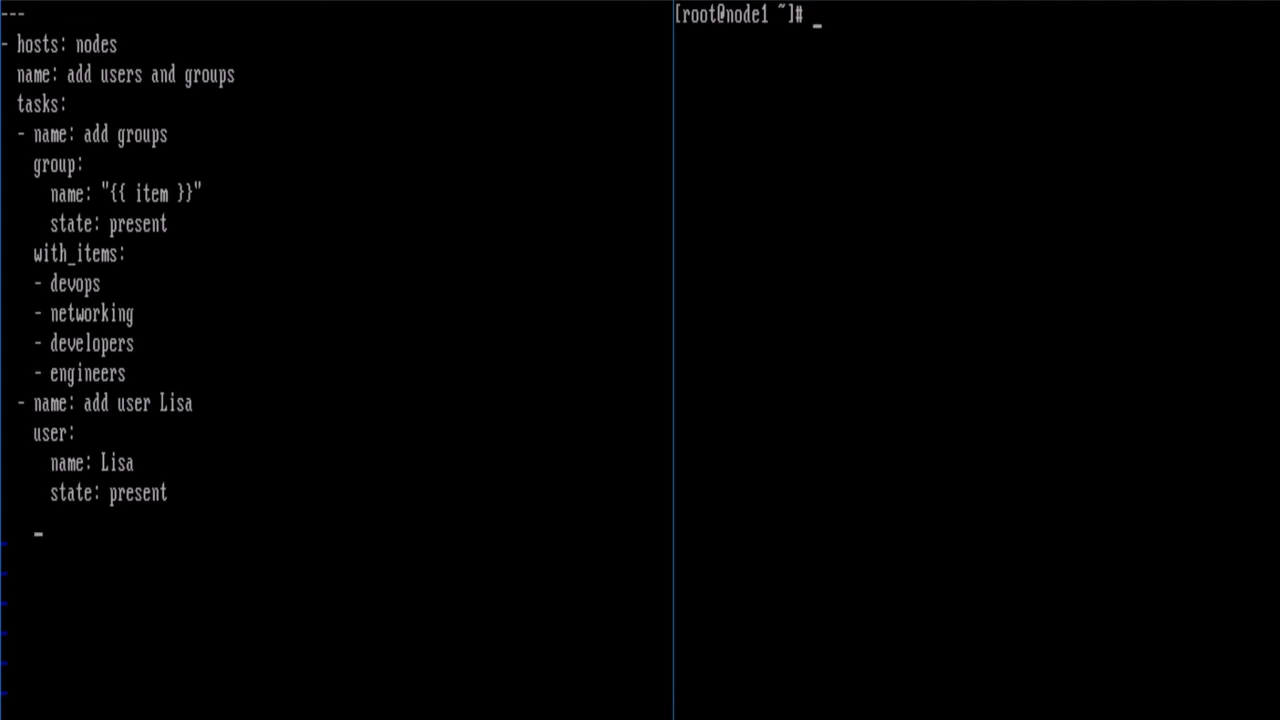 ---
- hosts: nodes
  name: add users and groups
  tasks:
  - name: add groups
    group:
      name: "{{ item }}"
      state: present
    with_items:
    - devops
    - networking
    - developers
    - engineers
  - name: add user Lisa
    user:
      name: Lisa
      state: present
[root@node1 ~]# _